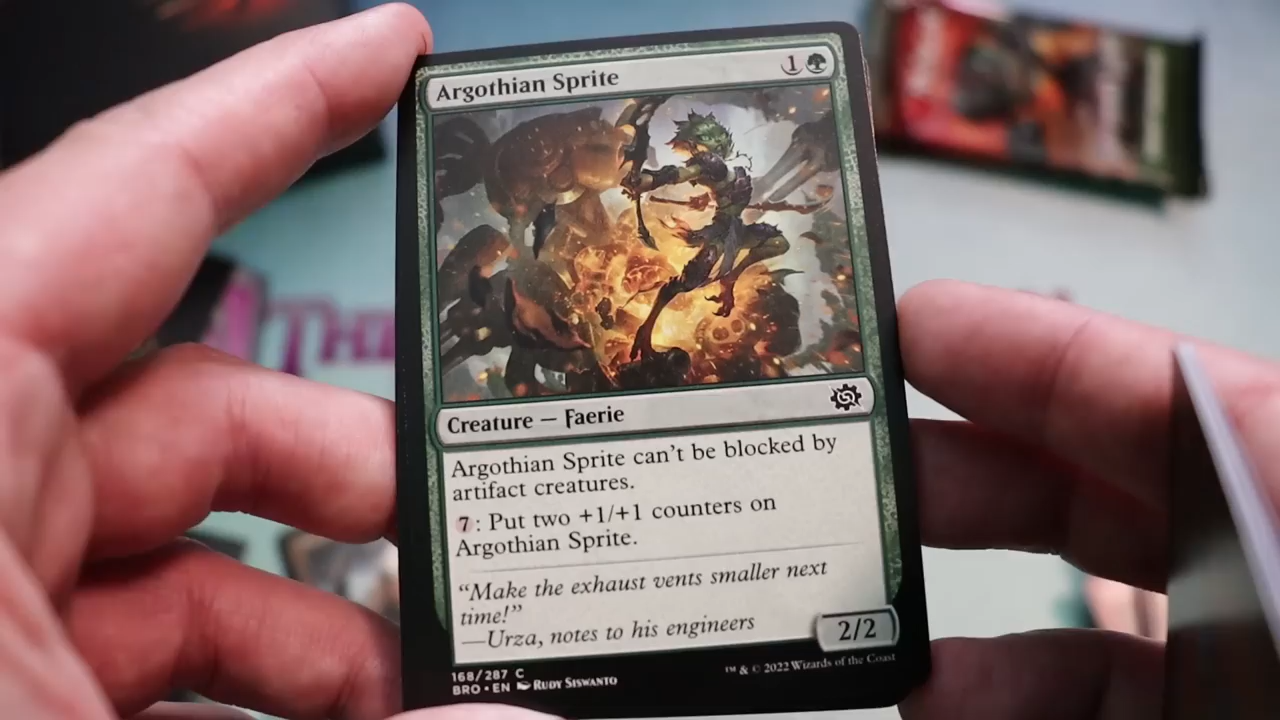 Argothian Sprite 1
Creature — Faerie
Argothian Sprite can't be blocked by
artifact creatures.
7: Put two +1/+1 counters on
Argothian Sprite.
"Make the exhaust vents smaller next
time!"
—Urza, notes to his engineers
2/2
168/287 C
BRO • EN Rudy Siswanto
™ & © 2022 Wizards of the Coast